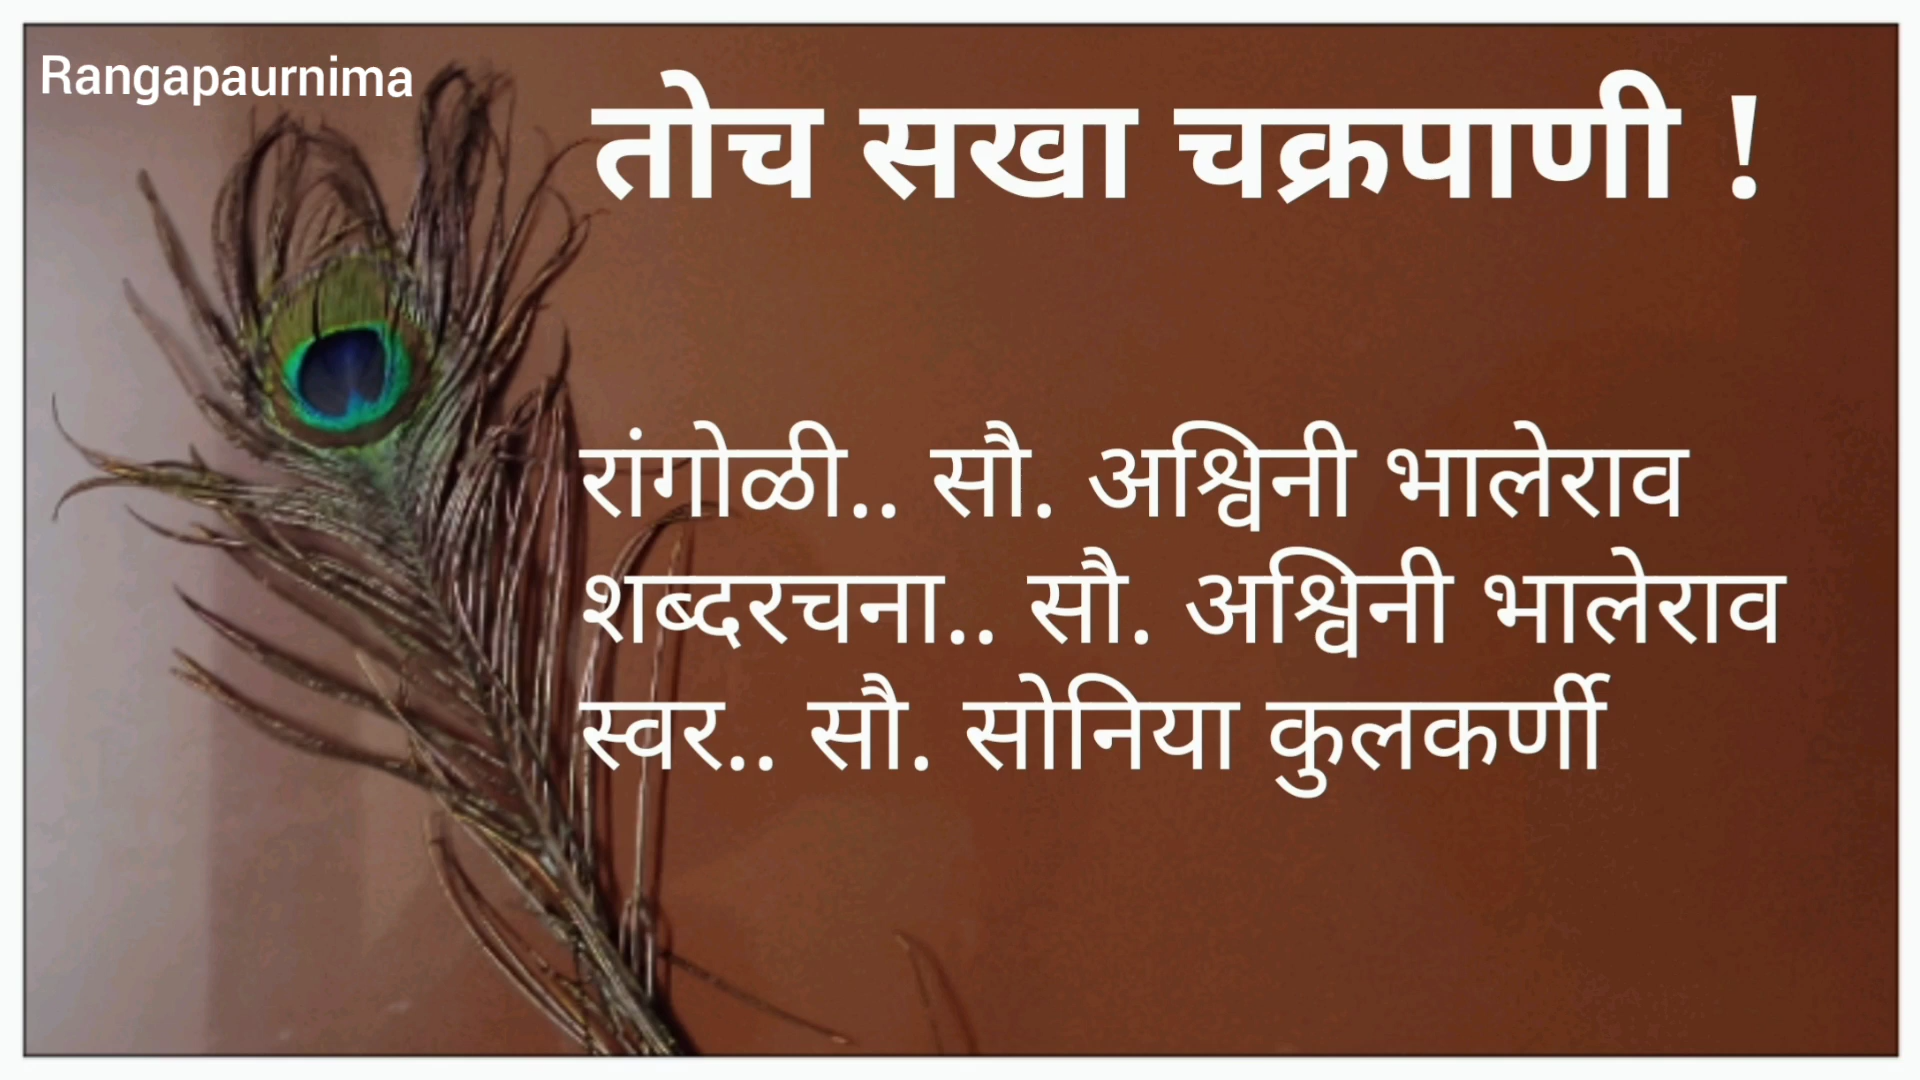 Rangapaurnima
तोच सखा चक्रपाणी !
रांगोळी.. सौ. अश्विनी भालेराव
शब्दरचना.. सौ. अश्विनी भालेराव
स्वर.. सौ. सोनिया कुलकर्णी